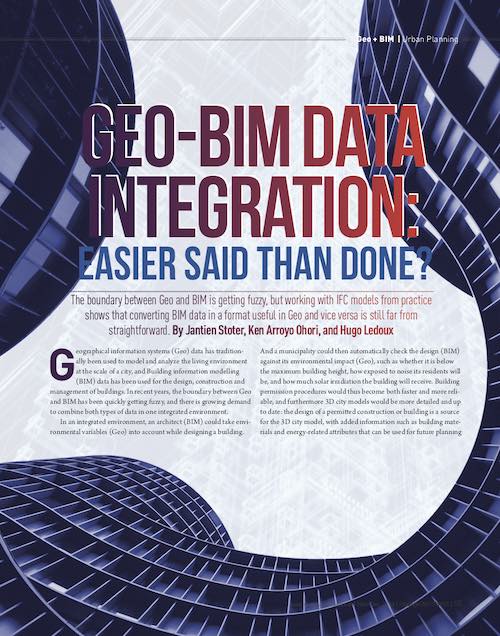 Geo + BIM | Urban Planning
GEO-BIM DATA
INTEGRATION:
EASIER SAID THAN DONE?
The boundary between Geo and BIM is getting fuzzy, but working with IFC models from practice
shows that converting BIM data in a format useful in Geo and vice versa is still far from
straightforward. By Jantien Stoter, Ken Arroyo Ohori, and Hugo Ledoux
Geographical information systems (Geo) data has tradition-
ally been used to model and analyze the living environment
at the scale of a city, and Building information modelling
(BIM) data has been used for the design, construction and
management of buildings. In recent years, the boundary between Geo
and BIM has been quickly getting fuzzy, and there is growing demand
to combine both types of data in one integrated environment.
In an integrated environment, an architect (BIM) could take envi-
ronmental variables (Geo) into account while designing a building.
And a municipality could then automatically check the design (BIM)
against its environmental impact (Geo), such as whether it is below
the maximum building height, how exposed to noise its residents will
be, and how much solar irradiation the building will receive. Building
permission procedures would thus become both faster and more reli-
able, and furthermore 3D city models would be more detailed and up
to date: the design of a permitted construction or building is a source
for the 3D city model, with added information such as building mate-
rials and energy-related attributes that can be used for future planning